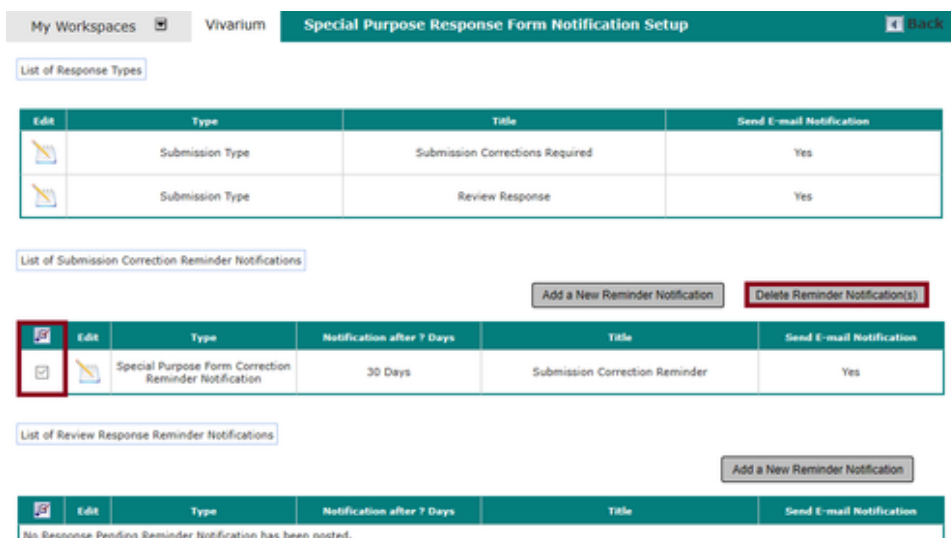 My Workspaces Vivarium Special Purpose Response Form Notification Setup Back
List of Response Types
Edit Type Title Send E-mail Notification
Submission Type Submission Corrections Required Yes
Submission Type Review Response Yes
List of Submission Correction Reminder Notifications
Add a New Reminder Notification Delete Reminder Notification(s)
Edit Type Notification after ? Days Title Send E-mail Notification
Special Purpose Form Correction
Reminder Notification 30 Days Submission Correction Reminder Yes
List of Review Response Reminder Notifications
Add a New Reminder Notification
Edit Type Notification after ? Days Title Send E-mail Notification
No Response Pending Reminder Notification has been posted.